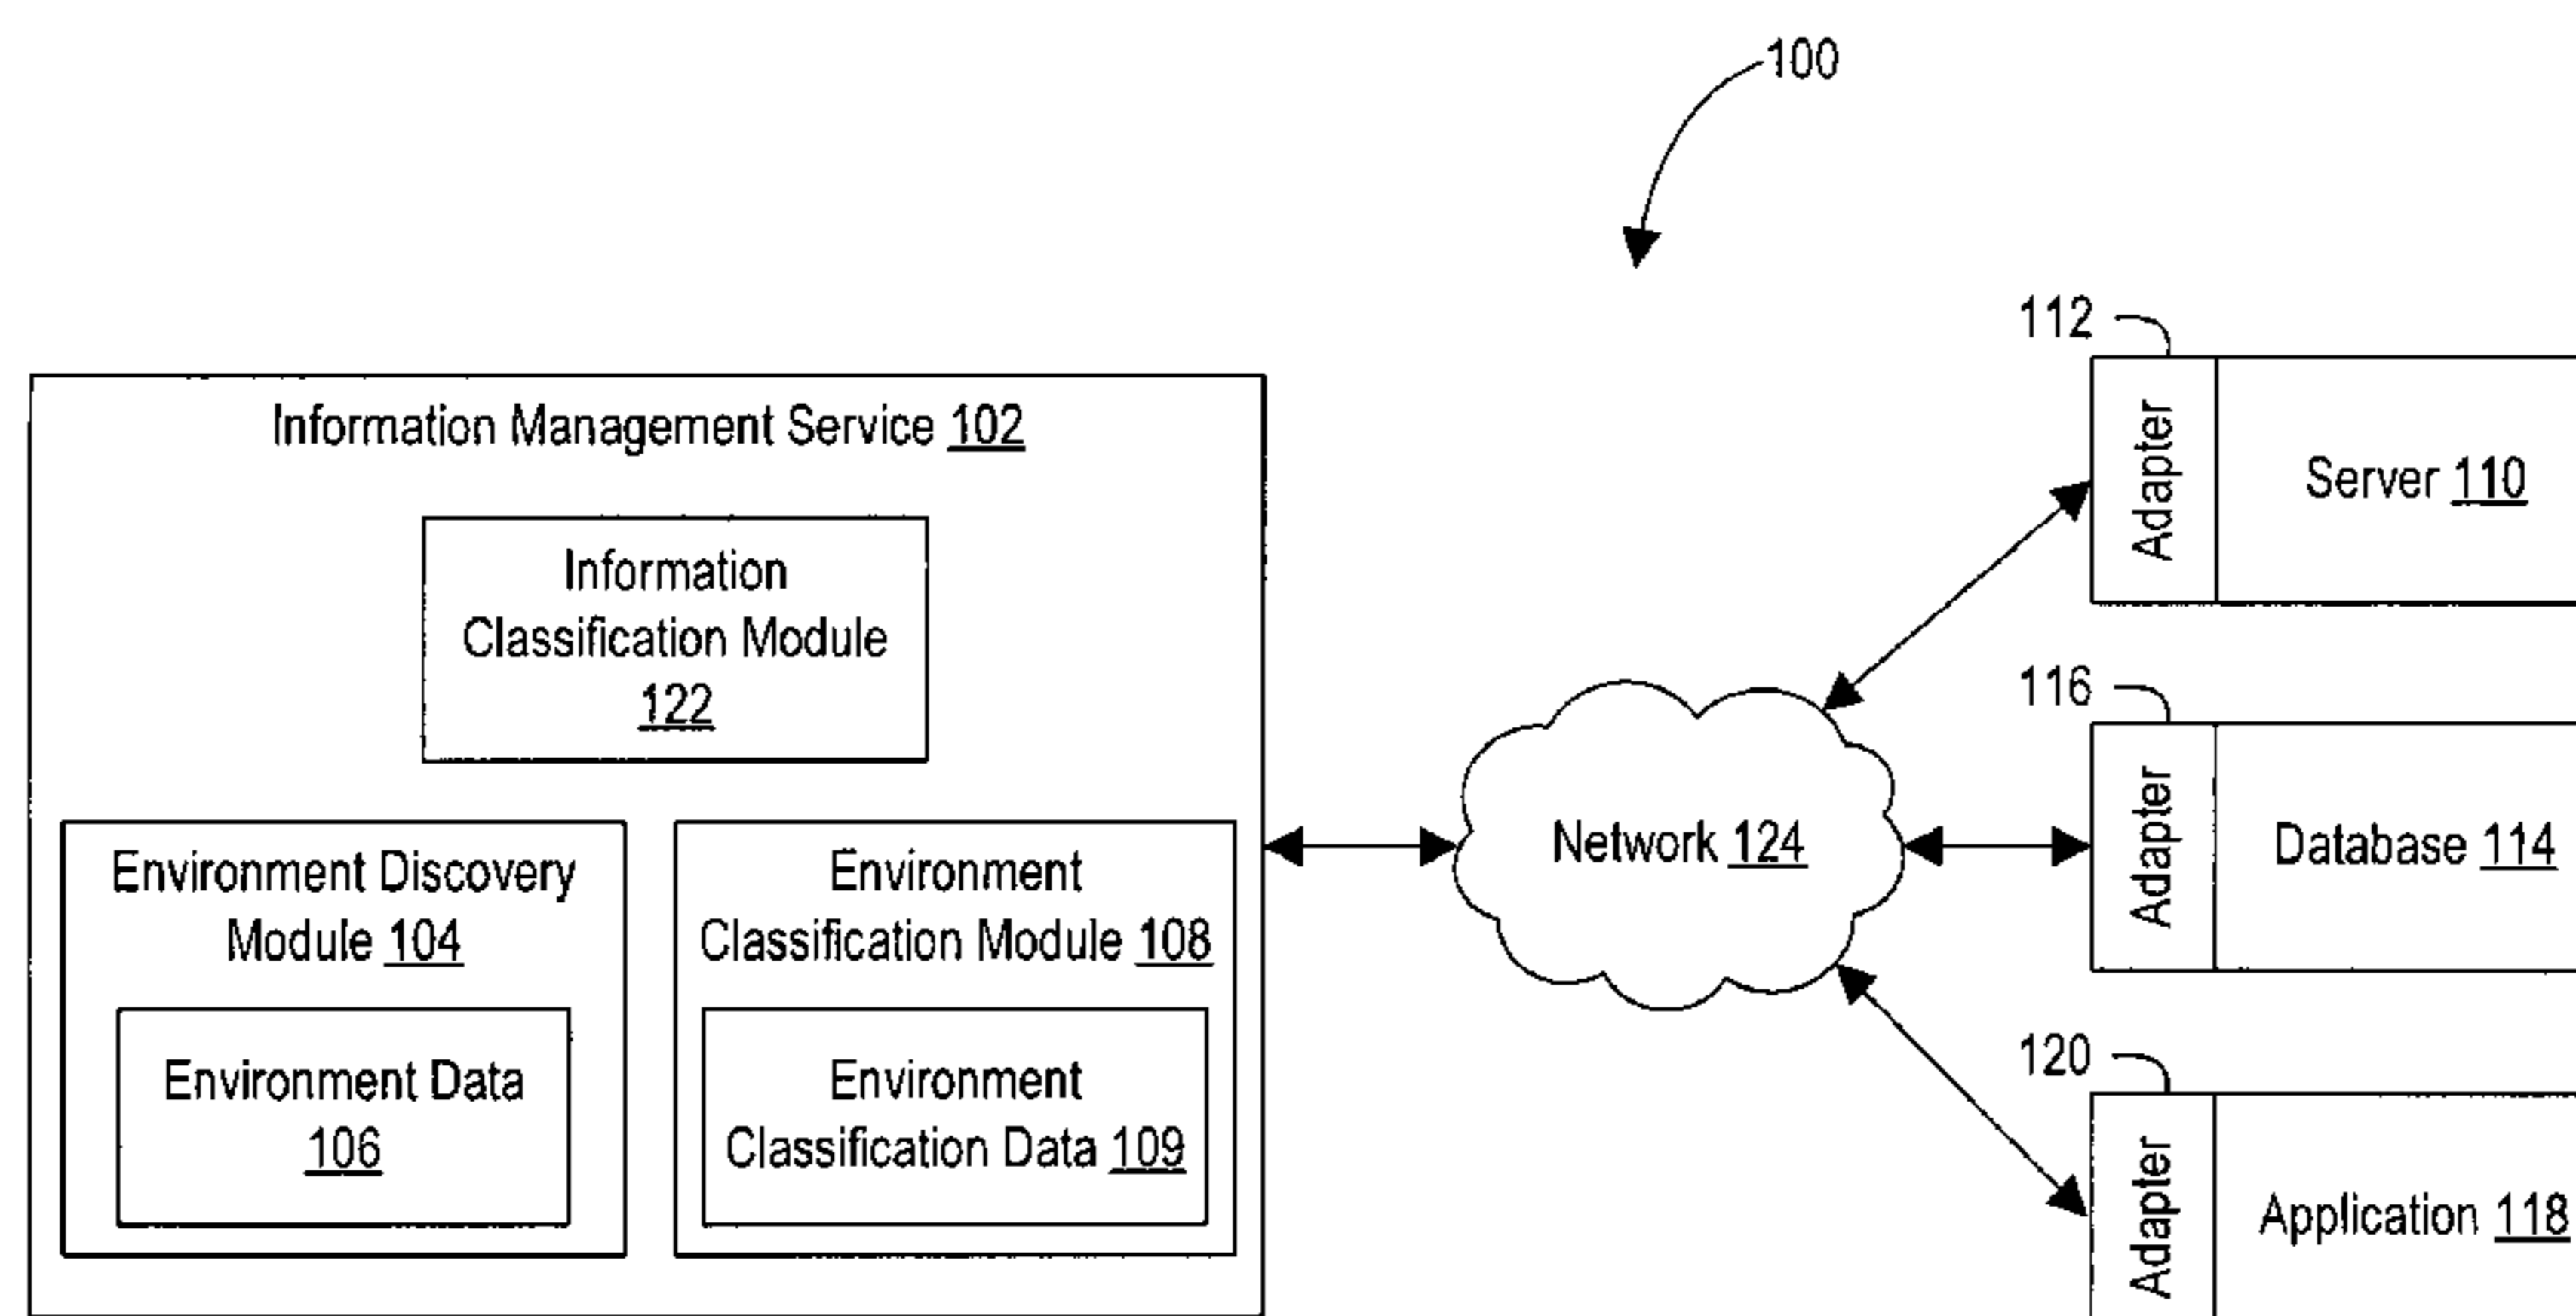 100
Information Management Service 102
Information
Classification Module
122
Environment Discovery
Module 104
Environment Data
106
Environment
Classification Module 108
Environment
Classification Data 109
Network 124
112
Adapter
Server 110
116
Adapter
Database 114
120
Adapter
Application 118